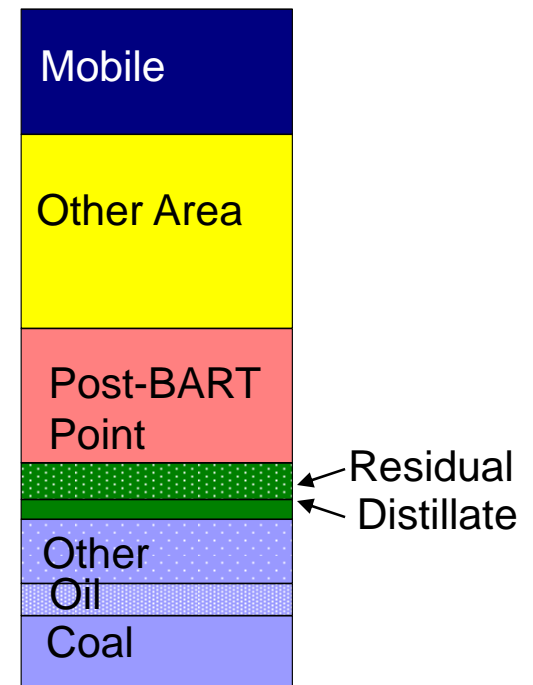 Mobile
Other Area
Post-BART
Point
Residual
Distillate
Other
Oil
Coal